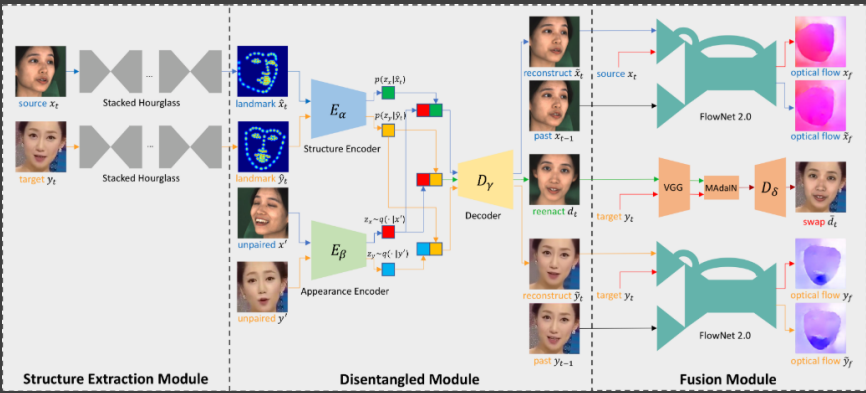 source x_t
Stacked Hourglass
landmark x̂_t
target y_t
Stacked Hourglass
landmark ŷ_t
Structure Extraction Module
E_α
Structure Encoder
p(z_x|x̂_t)
p(z_y|ŷ_t)
unpaired x′
unpaired y′
E_β
Appearance Encoder
z_x~q(·|x′)
z_y~q(·|y′)
D_γ
Decoder
reconstruct x̃_t
past x_{t−1}
reenact d_t
reconstruct ỹ_t
past y_{t−1}
Disentangled Module
source x_t
FlowNet 2.0
optical flow x_f
optical flow x̃_f
target y_t
VGG
MAdaIN
D_δ
swap d̃_t
target y_t
FlowNet 2.0
optical flow y_f
optical flow ỹ_f
Fusion Module